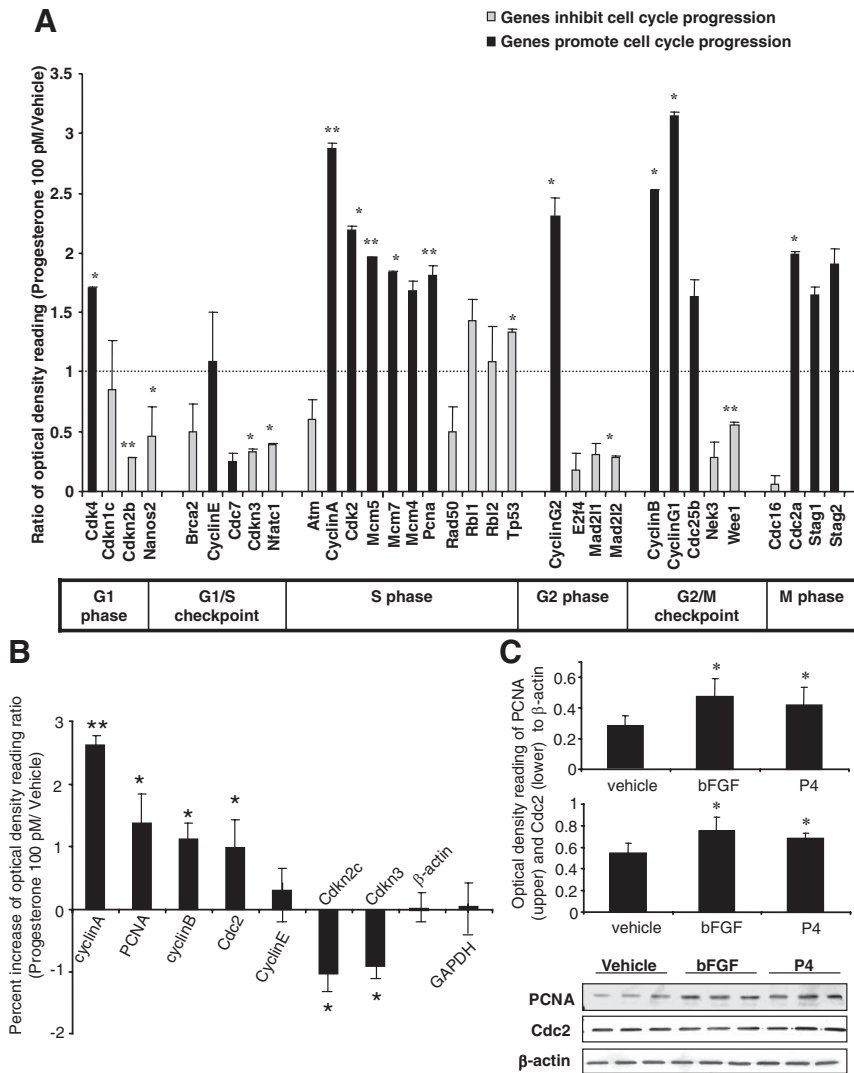 A
Genes inhibit cell cycle progression
Genes promote cell cycle progression
Ratio of optical density reading (Progesterone 100 pM/Vehicle)
3.5
3
2.5
2
1.5
1
0.5
0
* * ** * * * ** * ** * ** * * * * * ** *
Cdk4 Cdkn1c Cdkn2b Nanos2 Brca2 CyclinE Cdc7 Cdkn3 Nfatc1 Atm CyclinA Cdk2 Mcm5 Mcm7 Mcm4 Pcna Rad50 Rbl1 Rbl2 Tp53 CyclinG2 E2f4 Mad2l1 Mad2l2 CyclinB CyclinG1 Cdc25b Nek3 Wee1 Cdc16 Cdc2a Stag1 Stag2
G1 phase
G1/S checkpoint
S phase
G2 phase
G2/M checkpoint
M phase
B
Percent increase of optical density reading ratio
(Progesterone 100 pM/ Vehicle)
3
2
1
0
-1
-2
** * * * * *
cyclinA PCNA cyclinB Cdc2 CyclinE Cdkn2c Cdkn3 β-actin GAPDH
C
Optical density reading of PCNA
(upper) and Cdc2 (lower) to β-actin
0.8
0.6
0.4
0.2
0
* *
vehicle bFGF P4
1
0.8
0.6
0.4
0.2
0
* *
vehicle bFGF P4
Vehicle bFGF P4
PCNA
Cdc2
β-actin